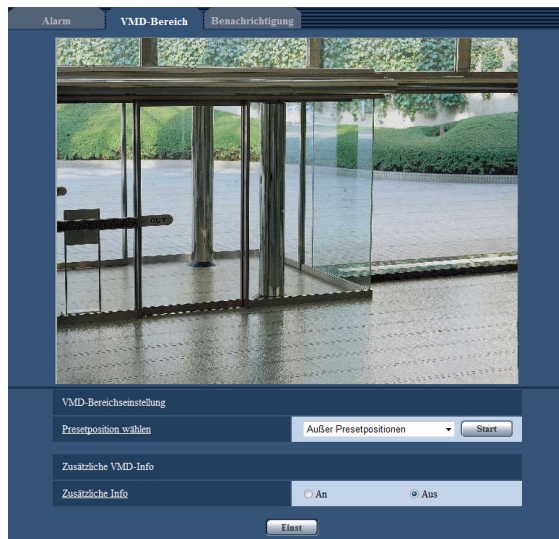 Alarm VMD-Bereich Benachrichtigung
OUT
VMD-Bereichseinstellung
Presetposition wählen Außer Presetpositionen Start
Zusätzliche VMD-Info
Zusätzliche Info An Aus
Einst